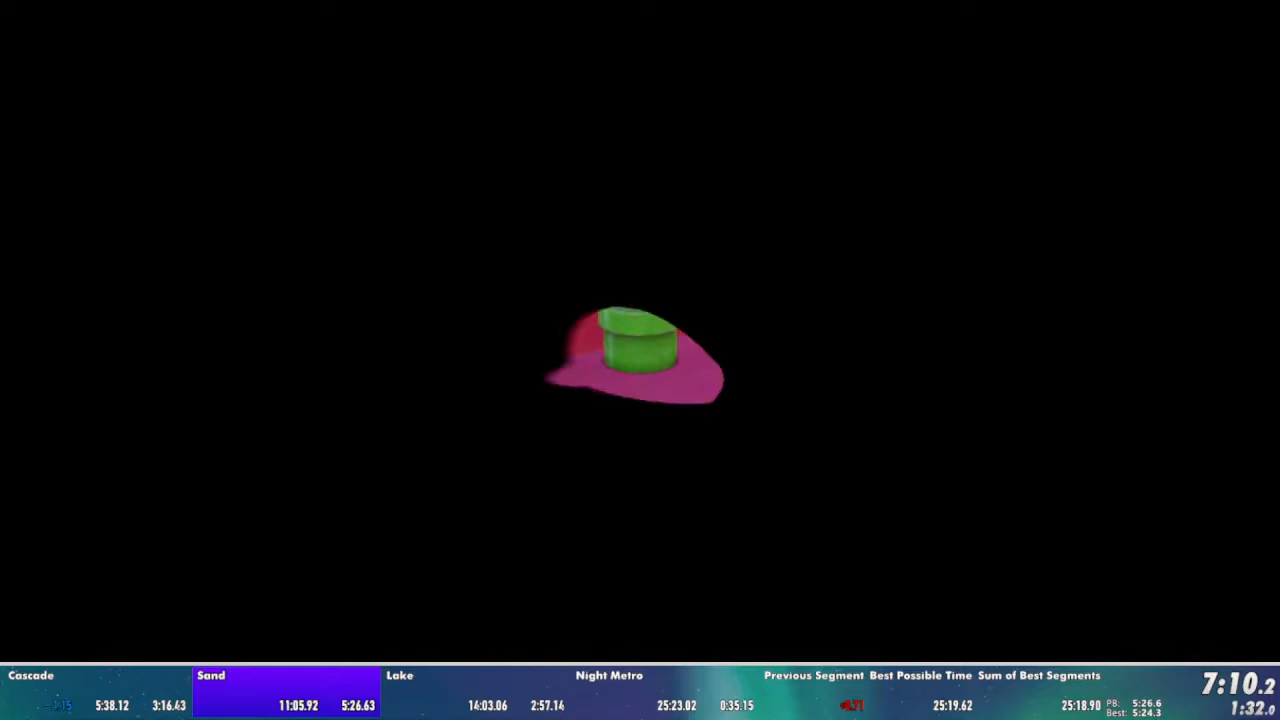 Cascade Sand Lake Night Metro Previous Segment Best Possible Time Sum of Best Segments 7:10.2
5:38.12 3:16.43 11:05.92 5:26.63 14:03.06 2:57.14 25:23.02 0:35.15 25:19.62 25:18.90 PB: 5:26.6
Best: 5:24.3 1:32.0